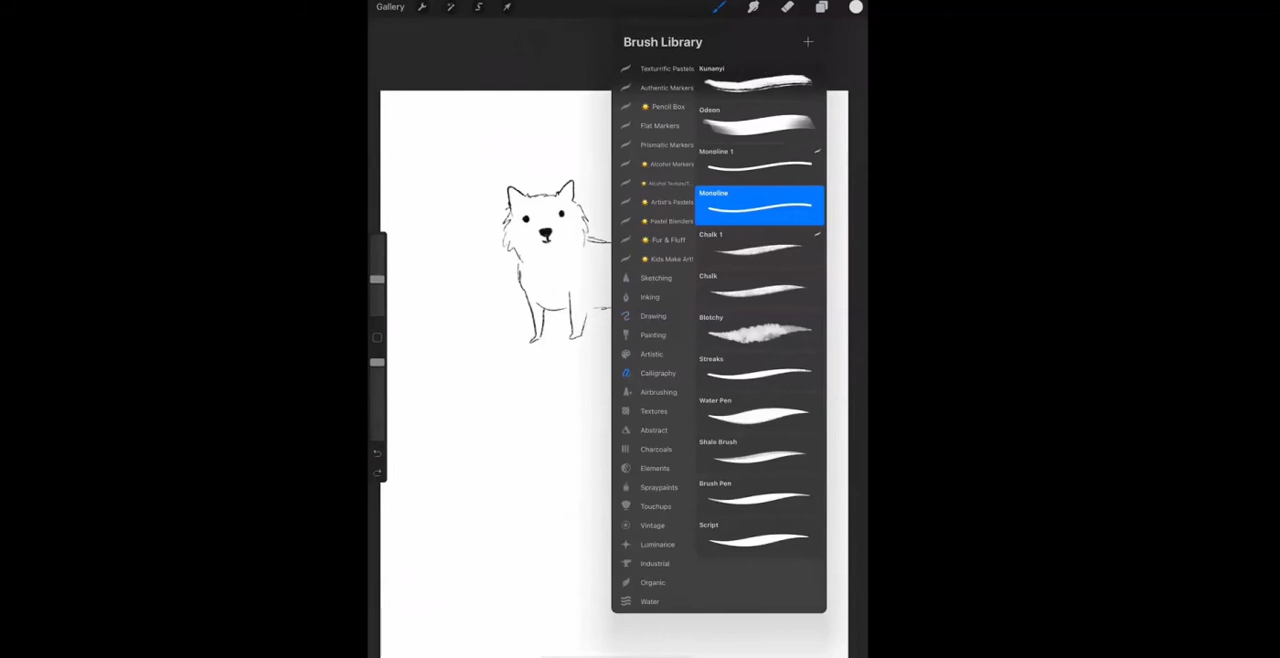 Gallery
Brush Library
Texturrific Pastels
Authentic Markers
Pencil Box
Flat Markers
Prismatic Markers
Alcohol Markers
Artist's Pastels
Pastel Blenders
Fur & Fluff
Kids Make Art!
Sketching
Inking
Drawing
Painting
Artistic
Calligraphy
Airbrushing
Textures
Abstract
Charcoals
Elements
Spraypaints
Touchups
Vintage
Luminance
Industrial
Organic
Water
Kunanyi
Odeon
Monoline 1
Monoline
Chalk 1
Chalk
Blotchy
Streaks
Water Pen
Shale Brush
Brush Pen
Script